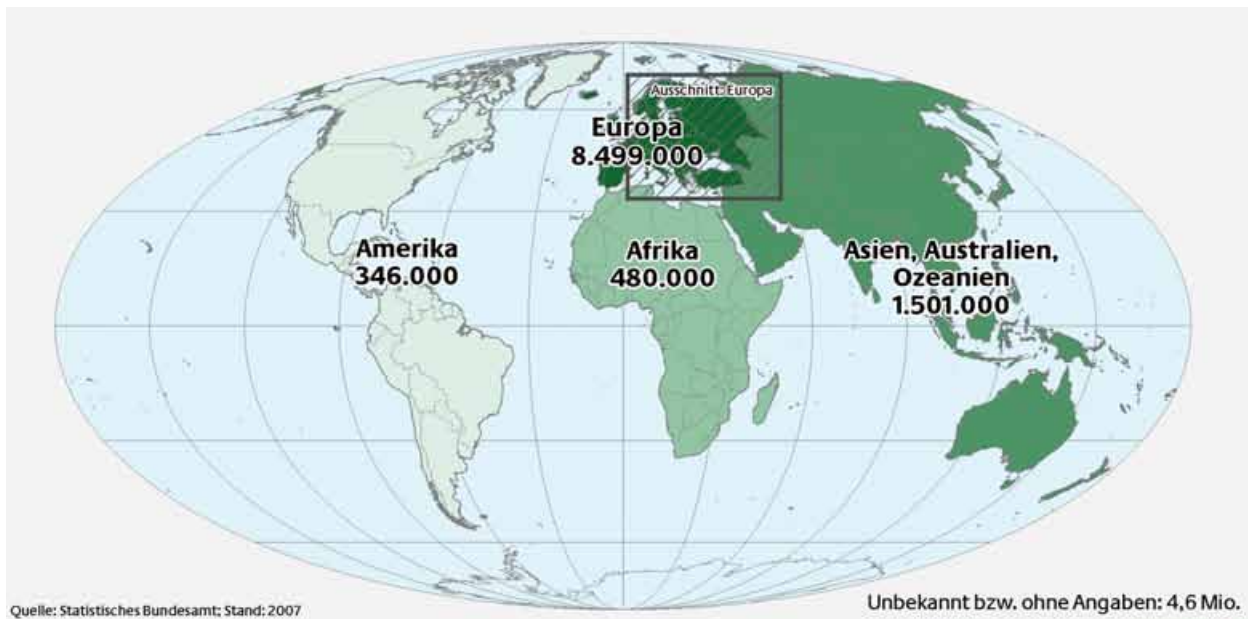 Ausschnitt: Europa
Europa
8.499.000
Amerika
346.000
Afrika
480.000
Asien, Australien,
Ozeanien
1.501.000
Quelle: Statistisches Bundesamt; Stand: 2007
Unbekannt bzw. ohne Angaben: 4,6 Mio.